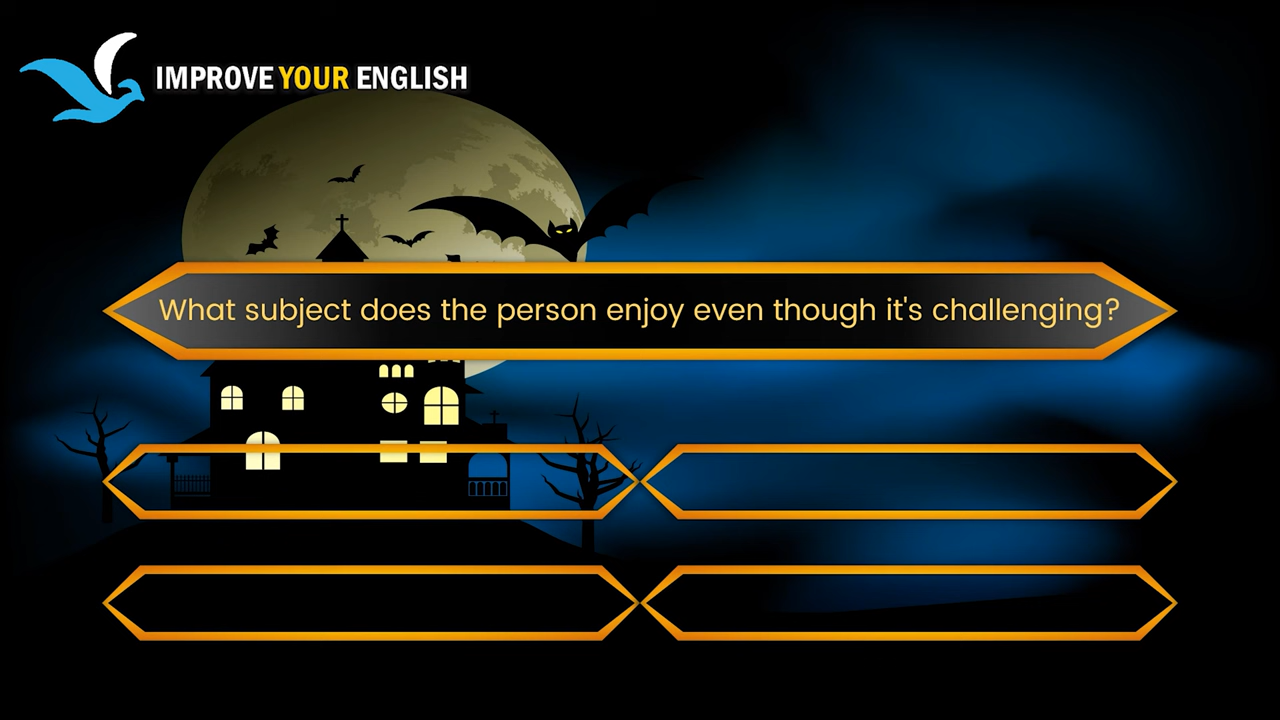 IMPROVE YOUR ENGLISH
What subject does the person enjoy even though it's challenging?